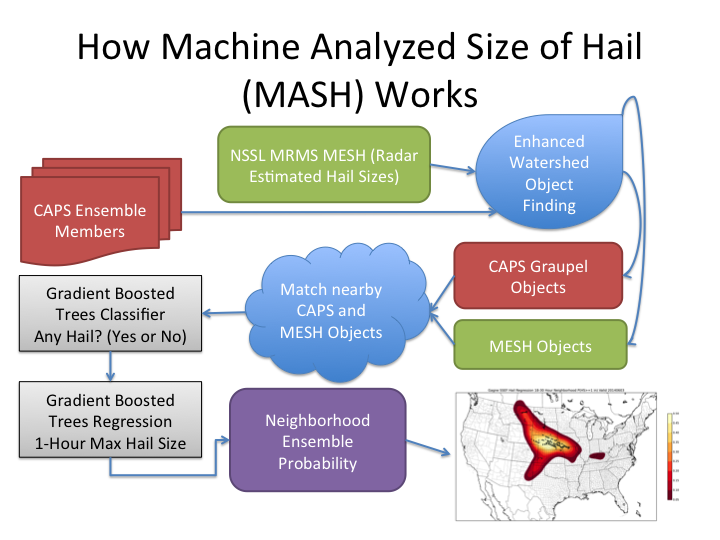 How Machine Analyzed Size of Hail
(MASH) Works
NSSL MRMS MESH (Radar
Estimated Hail Sizes)
Enhanced
Watershed
Object
Finding
CAPS Ensemble
Members
CAPS Graupel
Objects
Match nearby
CAPS and
MESH Objects
Gradient Boosted
Trees Classifier
Any Hail? (Yes or No)
MESH Objects
Gradient Boosted
Trees Regression
1-Hour Max Hail Size
Neighborhood
Ensemble
Probability